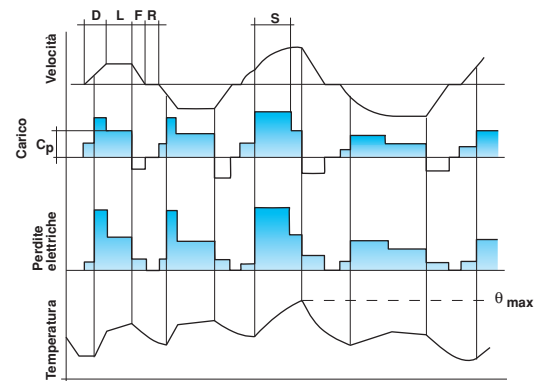 D L F R S
Velocità
Carico
Cp
Perdite
elettriche
θ max
Temperatura